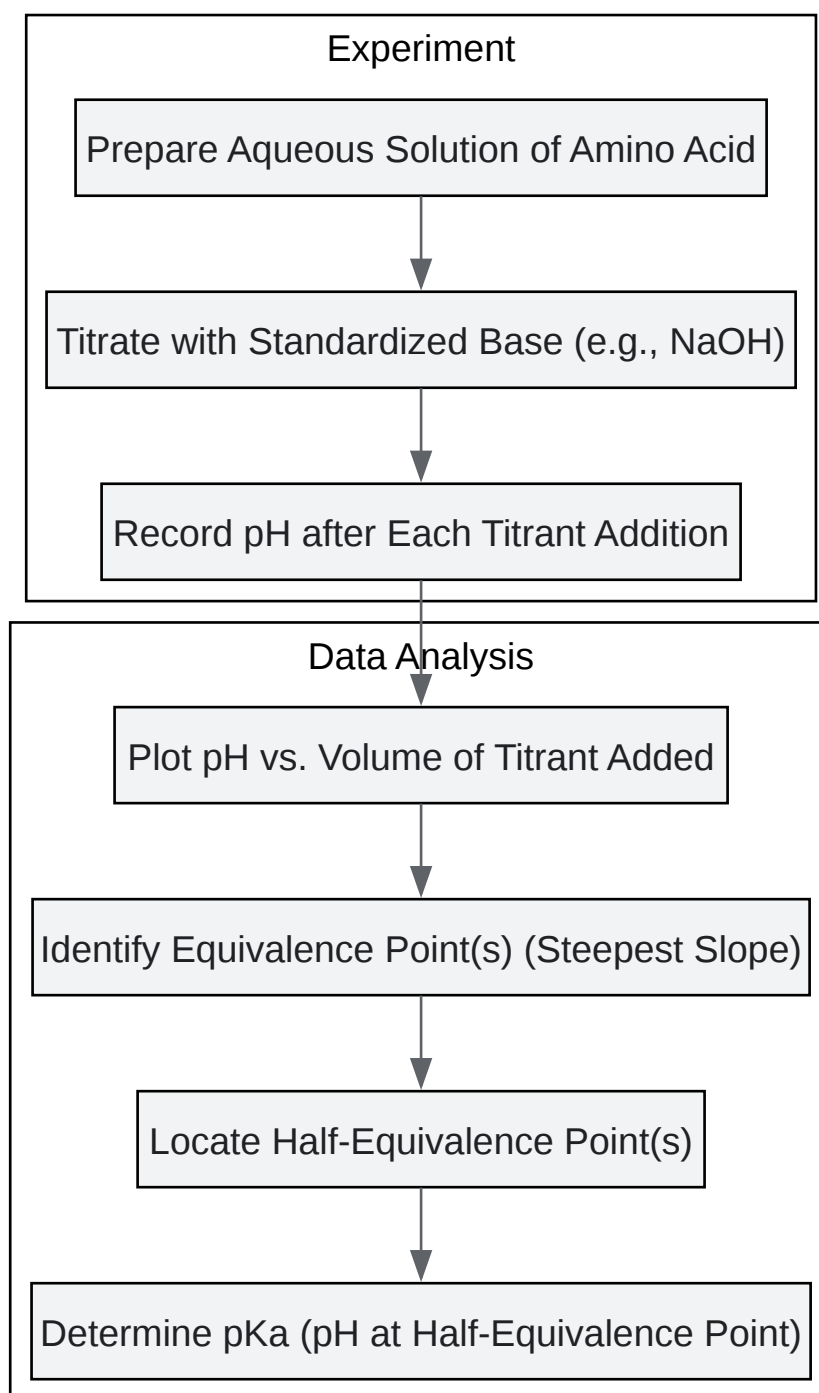 Experiment
Prepare Aqueous Solution of Amino Acid
Titrate with Standardized Base (e.g., NaOH)
Record pH after Each Titrant Addition
Data Analysis
Plot pH vs. Volume of Titrant Added
Identify Equivalence Point(s) (Steepest Slope)
Locate Half-Equivalence Point(s)
Determine pKa (pH at Half-Equivalence Point)